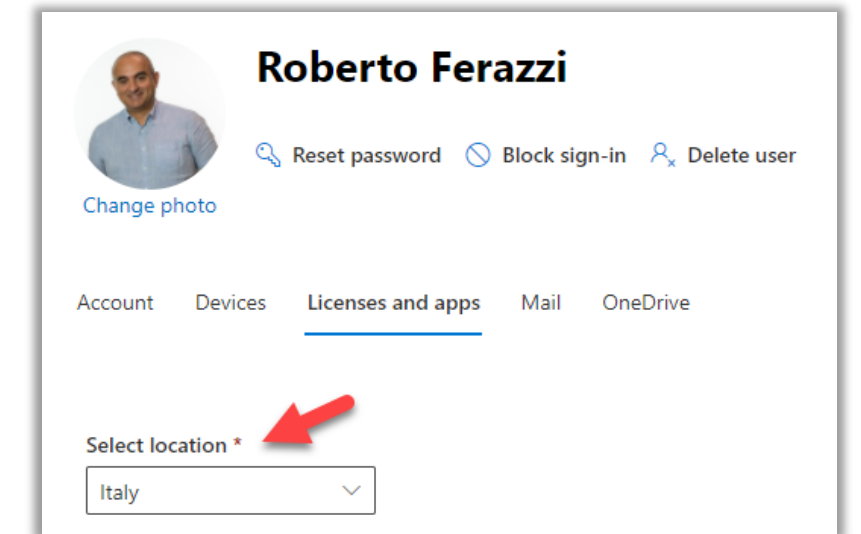 Roberto Ferazzi
Reset password Block sign-in Delete user
Change photo
Account Devices Licenses and apps Mail OneDrive
Select location *
Italy